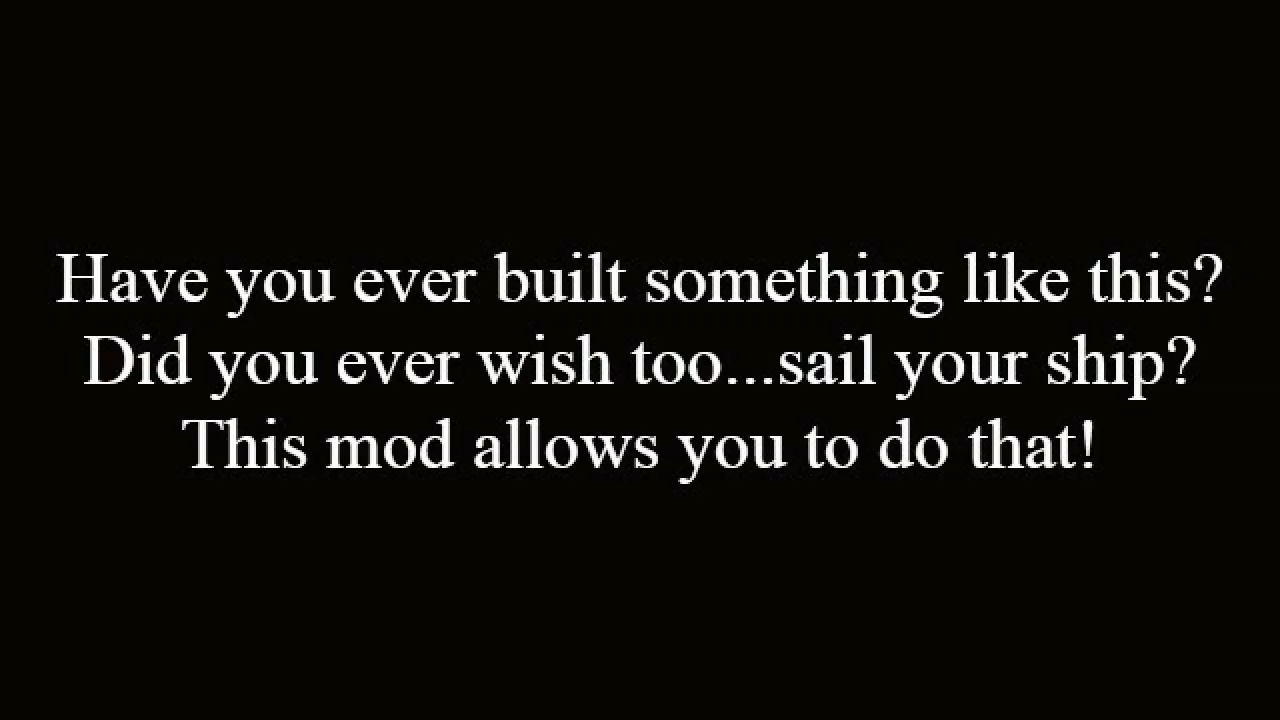 Have you ever built something like this?
Did you ever wish too...sail your ship?
This mod allows you to do that!